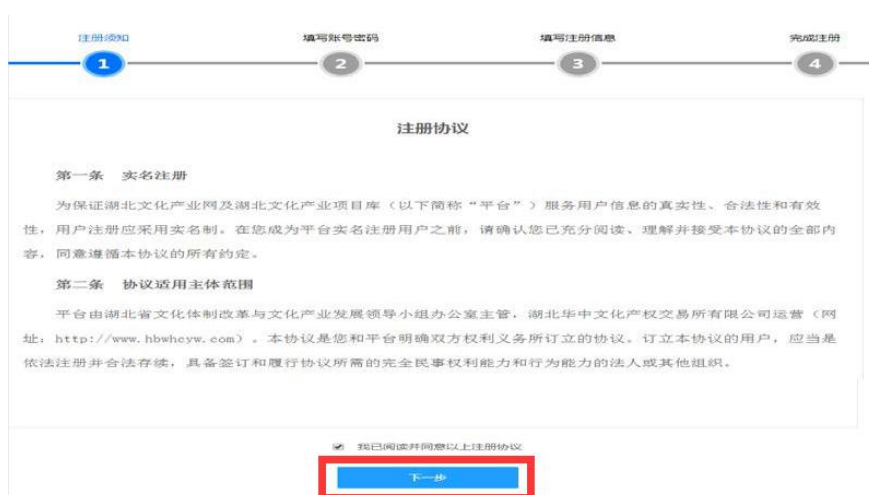 注册须知 填写账号密码 填写注册信息 完成注册
1 2 3 4
注册协议
第一条 实名注册
为保证湖北文化产业网及湖北文化产业项目库（以下简称“平台”）服务用户信息的真实性、合法性和有效
性，用户注册应采用实名制。在您成为平台实名注册用户之前，请确认您已充分阅读、理解并接受本协议的全部内
容，同意遵循本协议的所有约定。
第二条 协议适用主体范围
平台由湖北省文化体制改革与文化产业发展领导小组办公室主管，湖北华中文化产权交易所有限公司运营（网
址：http://www.hbwhcyw.com）。本协议是您和平台明确双方权利义务所订立的协议。订立本协议的用户，应当是
依法注册并合法存续，具备签订和履行协议所需的完全民事权利能力和行为能力的法人或其他组织。
我已阅读并同意以上注册协议
下一步